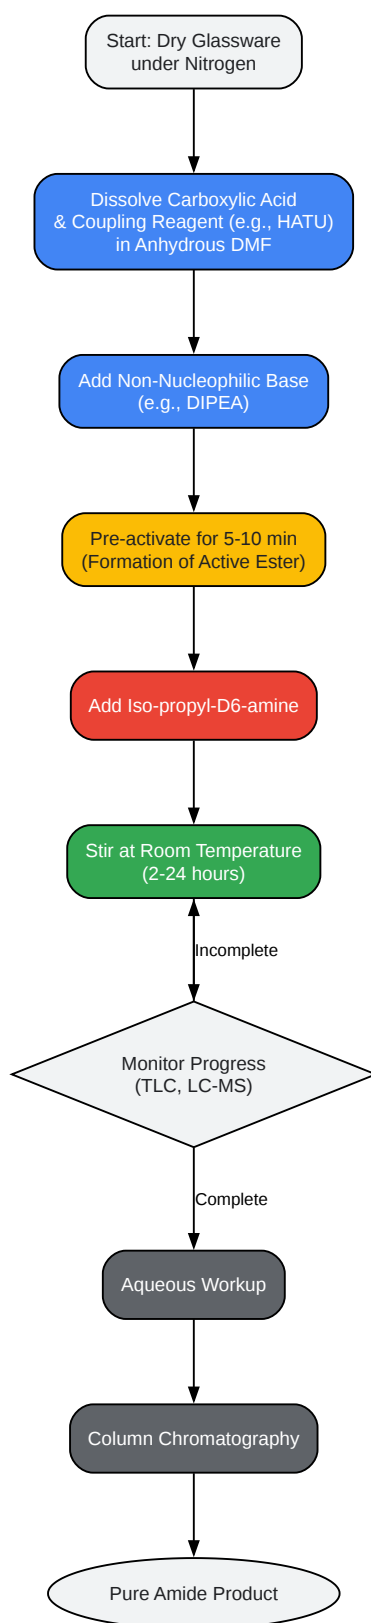 Start: Dry Glassware
under Nitrogen
Dissolve Carboxylic Acid
& Coupling Reagent (e.g., HATU)
in Anhydrous DMF
Add Non-Nucleophilic Base
(e.g., DIPEA)
Pre-activate for 5-10 min
(Formation of Active Ester)
Add Iso-propyl-D6-amine
Stir at Room Temperature
(2-24 hours)
Incomplete
Monitor Progress
(TLC, LC-MS)
Complete
Aqueous Workup
Column Chromatography
Pure Amide Product